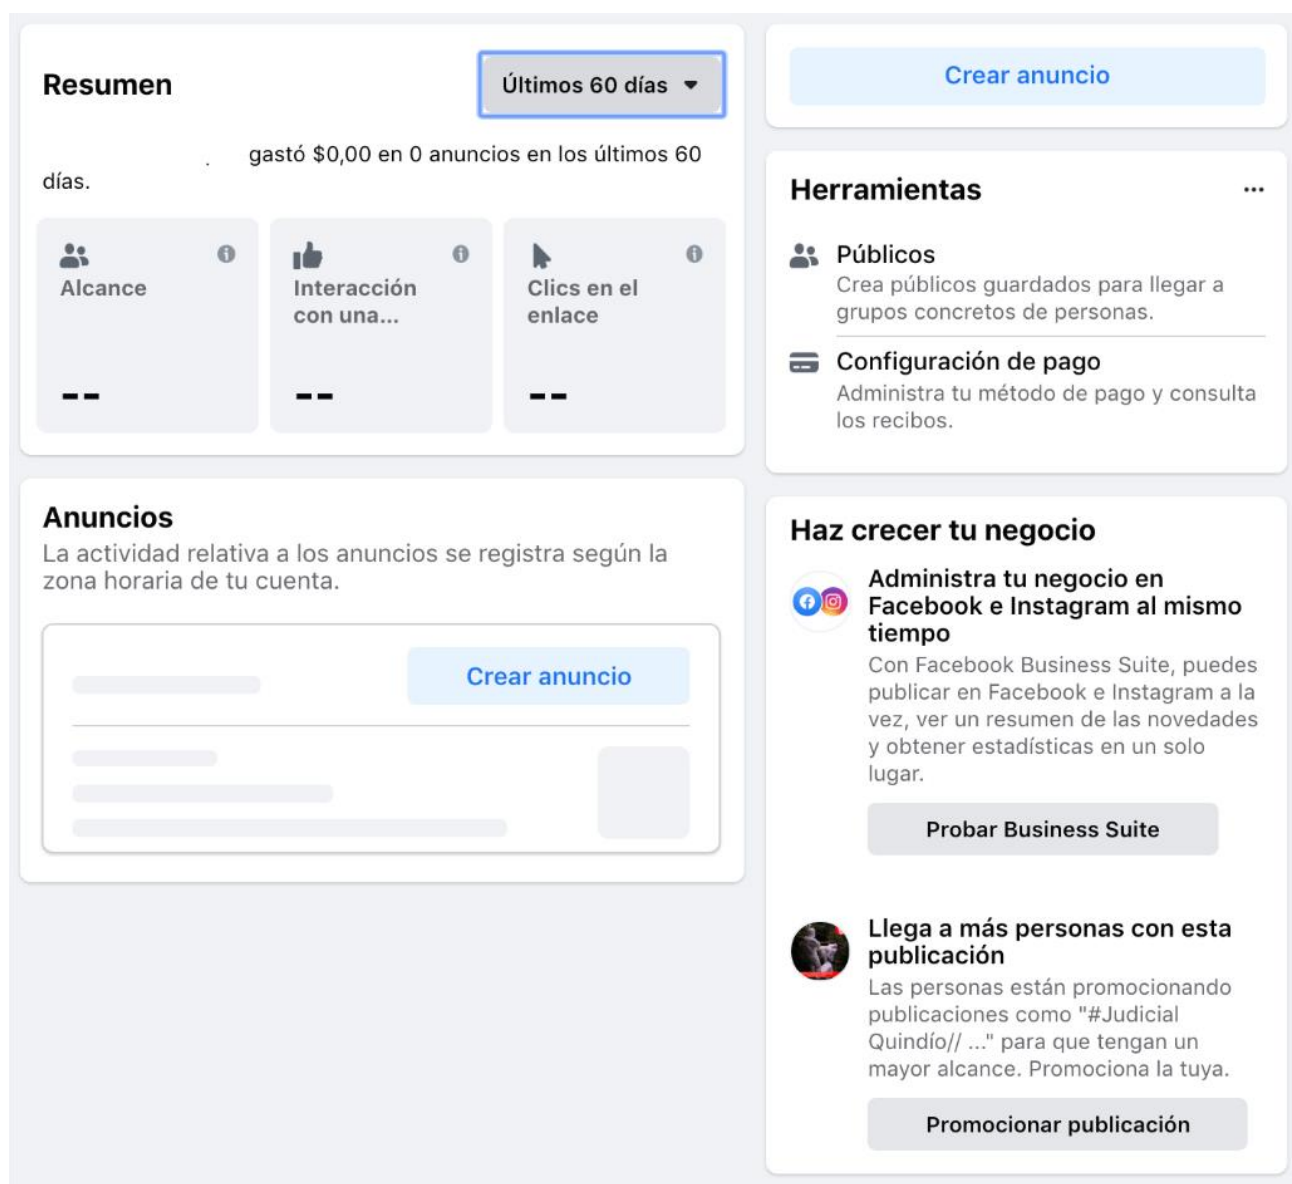 Resumen
Últimos 60 días
. gastó $0,00 en 0 anuncios en los últimos 60
días.
Alcance
--
Interacción
con una...
--
Clics en el
enlace
--
Anuncios
La actividad relativa a los anuncios se registra según la
zona horaria de tu cuenta.
Crear anuncio
Crear anuncio
Herramientas
...
Públicos
Crea públicos guardados para llegar a
grupos concretos de personas.
Configuración de pago
Administra tu método de pago y consulta
los recibos.
Haz crecer tu negocio
Administra tu negocio en
Facebook e Instagram al mismo
tiempo
Con Facebook Business Suite, puedes
publicar en Facebook e Instagram a la
vez, ver un resumen de las novedades
y obtener estadísticas en un solo
lugar.
Probar Business Suite
Llega a más personas con esta
publicación
Las personas están promocionando
publicaciones como "#Judicial
Quindío// ..." para que tengan un
mayor alcance. Promociona la tuya.
Promocionar publicación